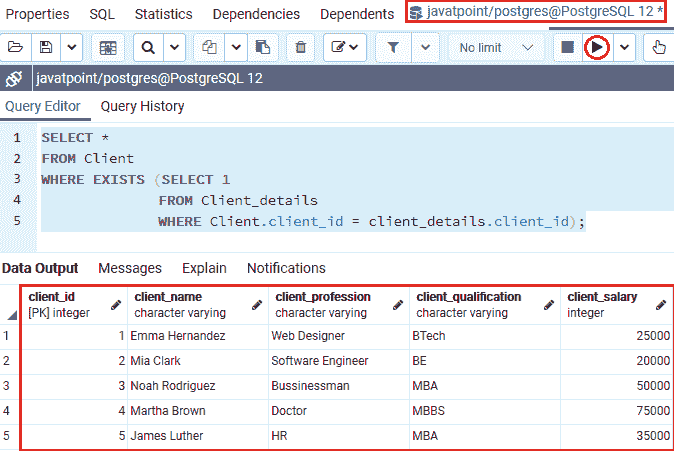 Properties SQL Statistics Dependencies Dependents javatpoint/postgres@PostgreSQL 12 *
No limit
javatpoint/postgres@PostgreSQL 12
Query Editor Query History
1 SELECT *
2 FROM Client
3 WHERE EXISTS (SELECT 1
4 FROM Client_details
5 WHERE Client.client_id = client_details.client_id);
Data Output Messages Explain Notifications
client_id client_name client_profession client_qualification client_salary
[PK] integer character varying character varying character varying integer
1 1 Emma Hernandez Web Designer BTech 25000
2 2 Mia Clark Software Engineer BE 20000
3 3 Noah Rodriguez Bussinessman MBA 50000
4 4 Martha Brown Doctor MBBS 75000
5 5 James Luther HR MBA 35000